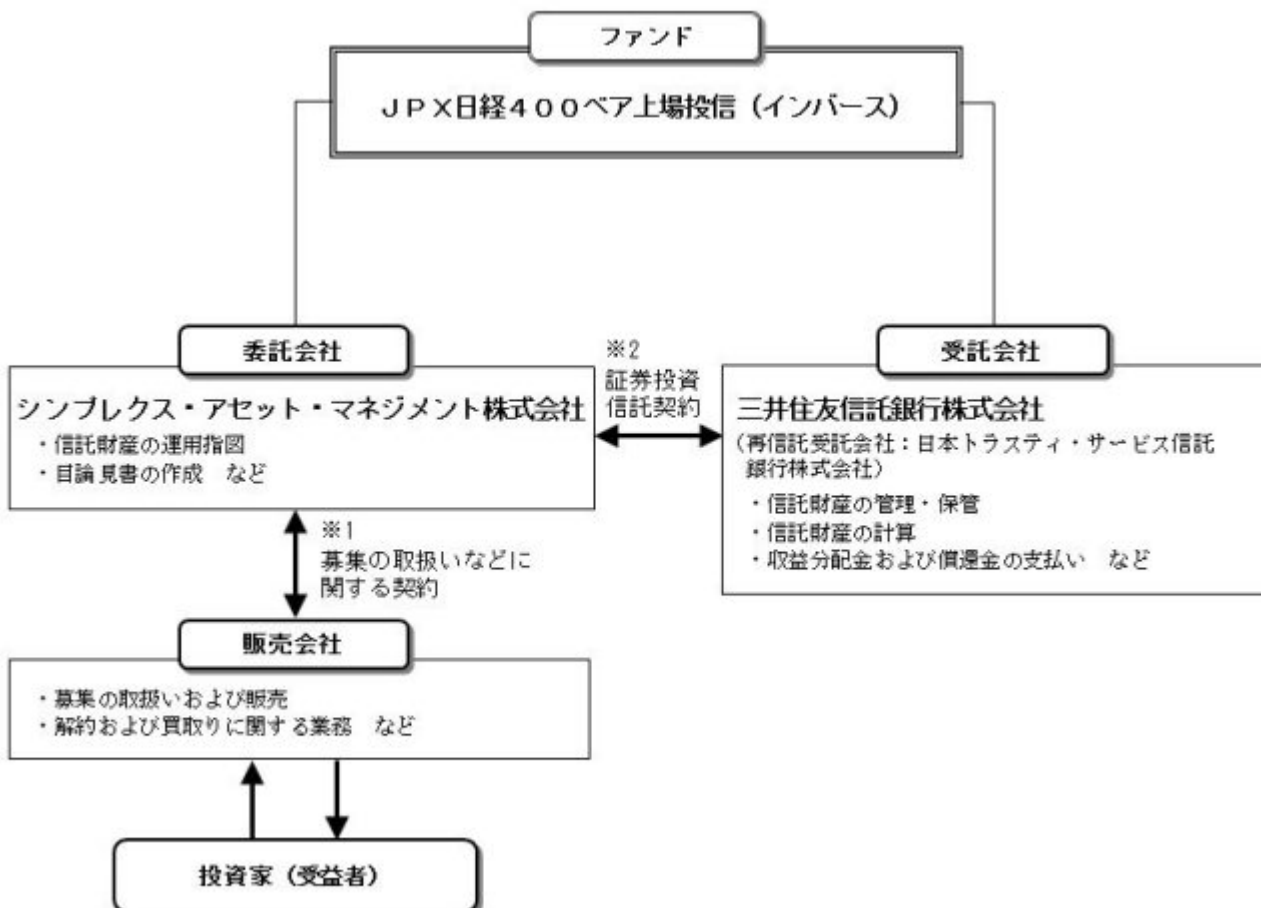 ファンド
JPX日経400ベア上場投信（インバース）
委託会社
シンプレクス・アセット・マネジメント株式会社
・信託財産の運用指図
・目論見書の作成　など
※2
証券投資
信託契約
受託会社
三井住友信託銀行株式会社
（再信託受託会社：日本トラスティ・サービス信託
銀行株式会社）
・信託財産の管理・保管
・信託財産の計算
・収益分配金および償還金の支払い　など
※1
募集の取扱いなどに
関する契約
販売会社
・募集の取扱いおよび販売
・解約および買取りに関する業務　など
投資家（受益者）